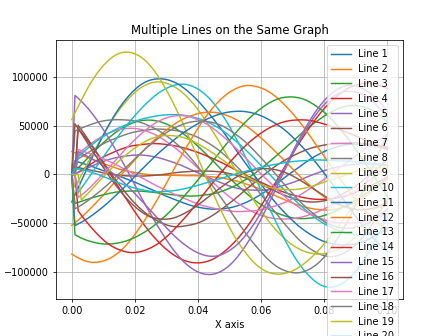 Multiple Lines on the Same Graph
100000
50000
0
−50000
−100000
0.00
0.02
0.04
0.06
X axis
Line 1
Line 2
Line 3
Line 4
Line 5
Line 6
Line 7
Line 8
Line 9
Line 10
Line 11
Line 12
Line 13
Line 14
Line 15
Line 16
Line 17
Line 18
Line 19
Line 20